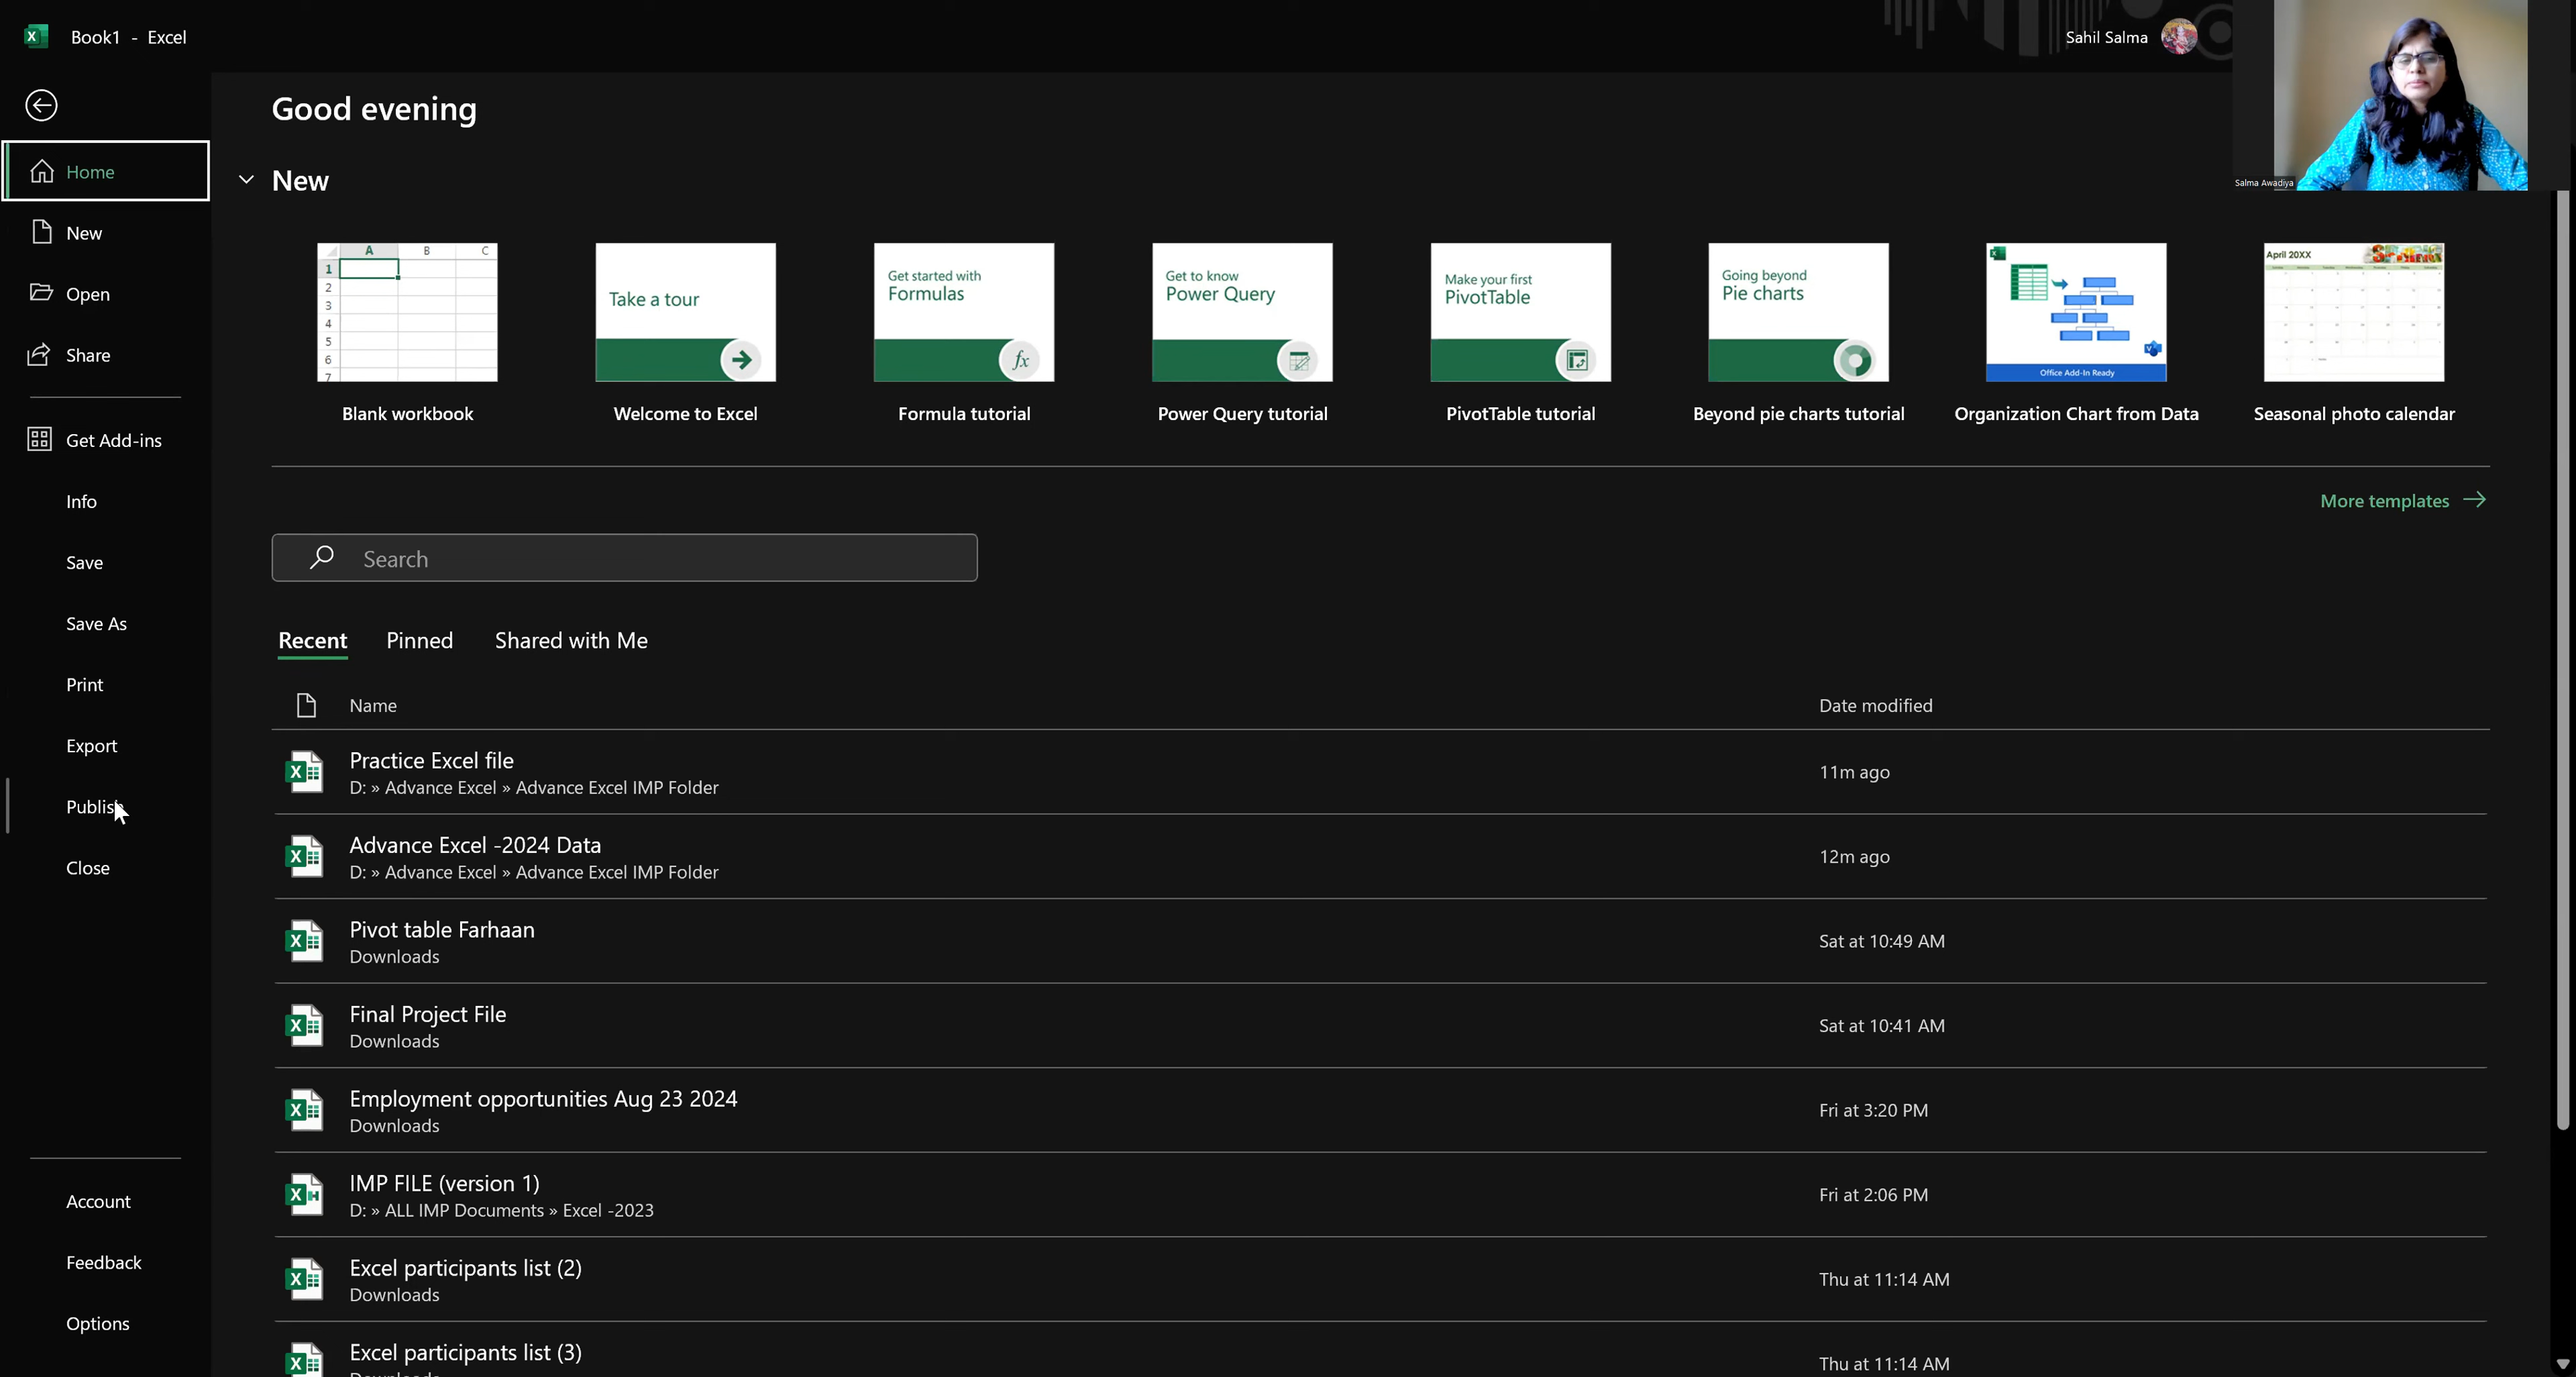 Book1 - Excel
Sahil Salma
Salma Awadiya
Good evening
Home
New
Open
Share
Get Add-ins
Info
Save
Save As
Print
Export
Publish
Close
Account
Feedback
Options
New
A B C
1
2
3
4
5
6
7
Blank workbook
Take a tour
Welcome to Excel
Get started with
Formulas
fx
Formula tutorial
Get to know
Power Query
Power Query tutorial
Make your first
PivotTable
PivotTable tutorial
Going beyond
Pie charts
Beyond pie charts tutorial
Office Add-In Ready
Organization Chart from Data
April 20XX
Seasonal photo calendar
More templates
Search
Recent Pinned Shared with Me
Name Date modified
Practice Excel file
D: » Advance Excel » Advance Excel IMP Folder
11m ago
Advance Excel -2024 Data
D: » Advance Excel » Advance Excel IMP Folder
12m ago
Pivot table Farhaan
Downloads
Sat at 10:49 AM
Final Project File
Downloads
Sat at 10:41 AM
Employment opportunities Aug 23 2024
Downloads
Fri at 3:20 PM
IMP FILE (version 1)
D: » ALL IMP Documents » Excel -2023
Fri at 2:06 PM
Excel participants list (2)
Downloads
Thu at 11:14 AM
Excel participants list (3)
Thu at 11:14 AM